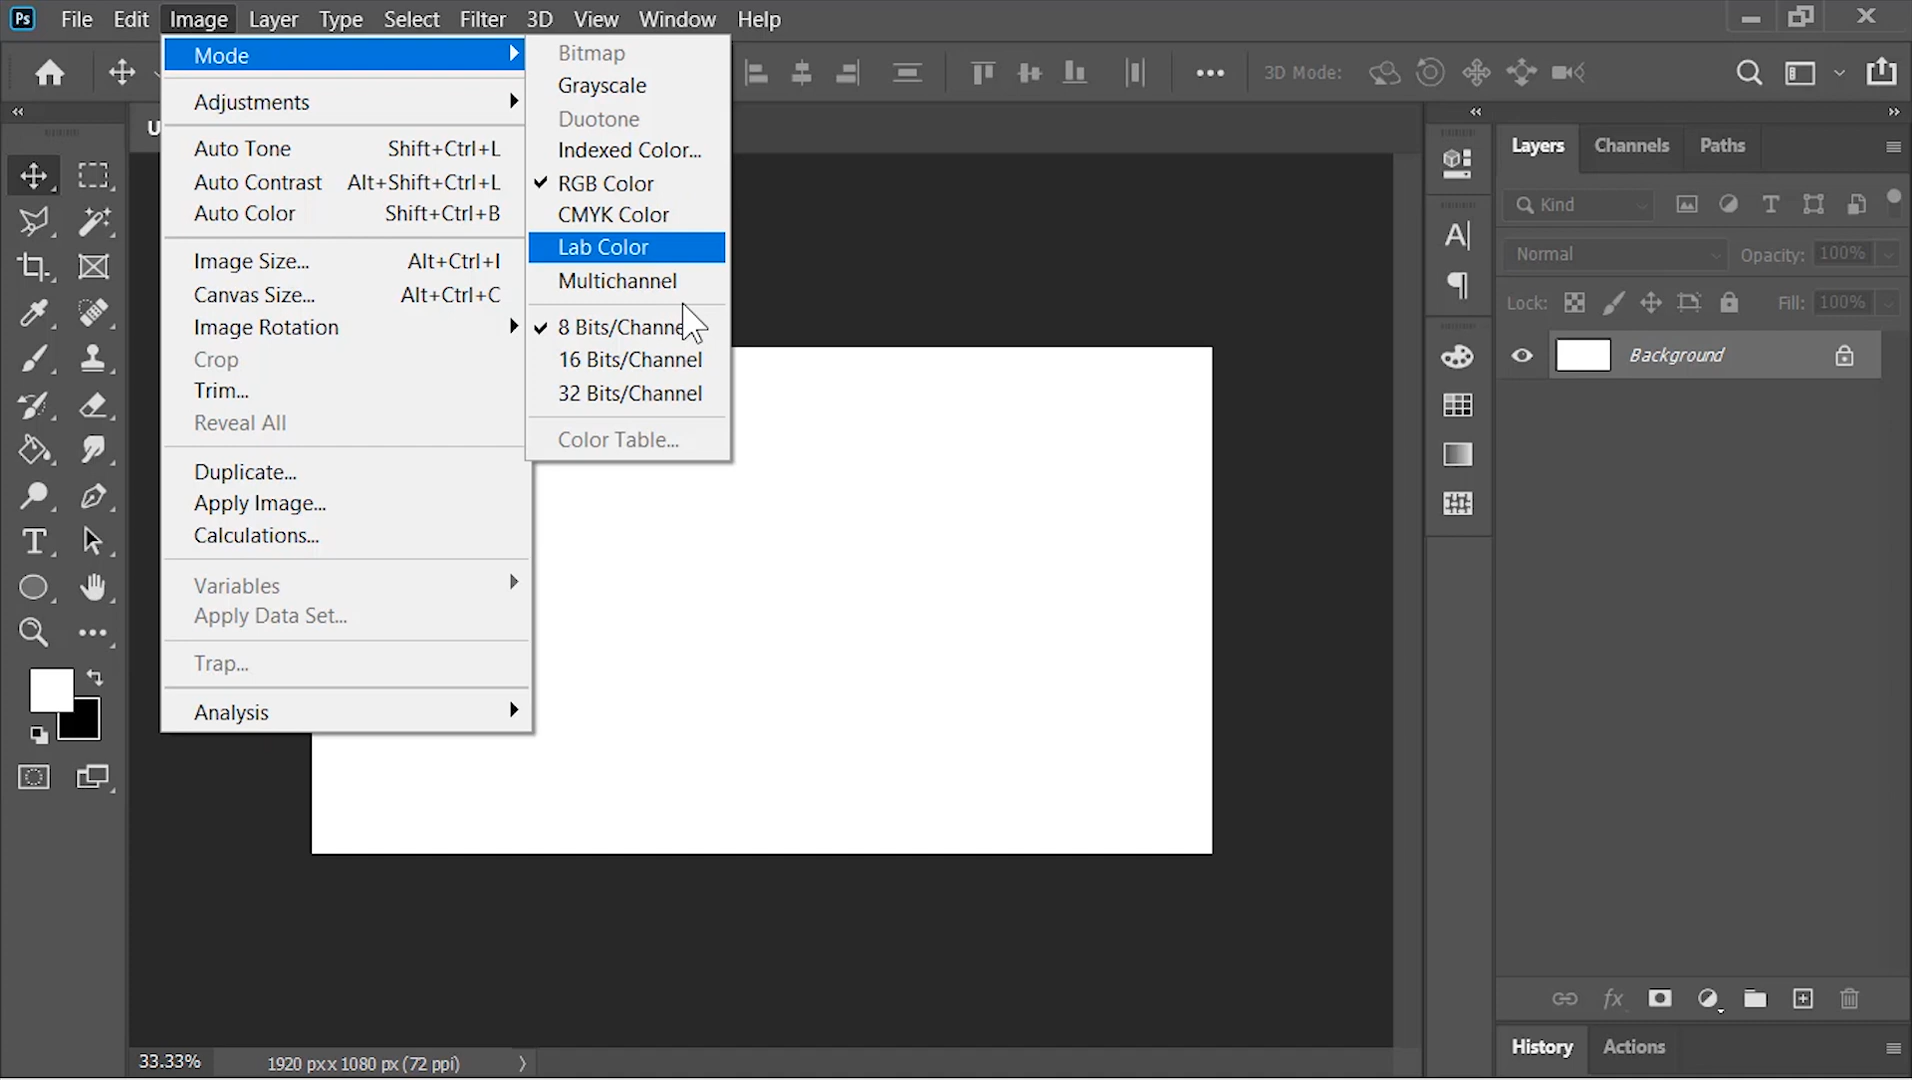 Ps File Edit Image Layer Type Select Filter 3D View Window Help
3D Mode:
Mode
Adjustments
Auto Tone Shift+Ctrl+L
Auto Contrast Alt+Shift+Ctrl+L
Auto Color Shift+Ctrl+B
Image Size... Alt+Ctrl+I
Canvas Size... Alt+Ctrl+C
Image Rotation
Crop
Trim...
Reveal All
Duplicate...
Apply Image...
Calculations...
Variables
Apply Data Set...
Trap...
Analysis
Bitmap
Grayscale
Duotone
Indexed Color...
RGB Color
CMYK Color
Lab Color
Multichannel
8 Bits/Channel
16 Bits/Channel
32 Bits/Channel
Color Table...
Layers Channels Paths
Kind
Normal Opacity: 100%
Lock: Fill: 100%
Background
History Actions
33.33% 1920 px x 1080 px (72 ppi)